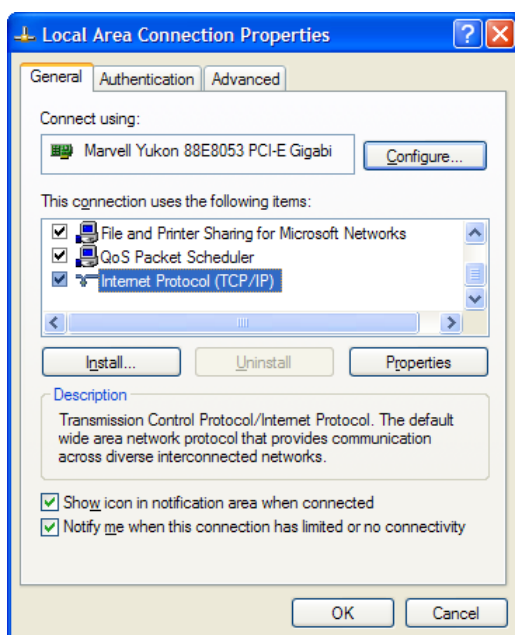 Local Area Connection Properties
General
Authentication
Advanced
Connect using:
Marvell Yukon 88E8053 PCI-E Gigabi
Configure...
This connection uses the following items:
File and Printer Sharing for Microsoft Networks
QoS Packet Scheduler
Internet Protocol (TCP/IP)
Install...
Uninstall
Properties
Description
Transmission Control Protocol/Internet Protocol. The default
wide area network protocol that provides communication
across diverse interconnected networks.
Show icon in notification area when connected
Notify me when this connection has limited or no connectivity
OK
Cancel